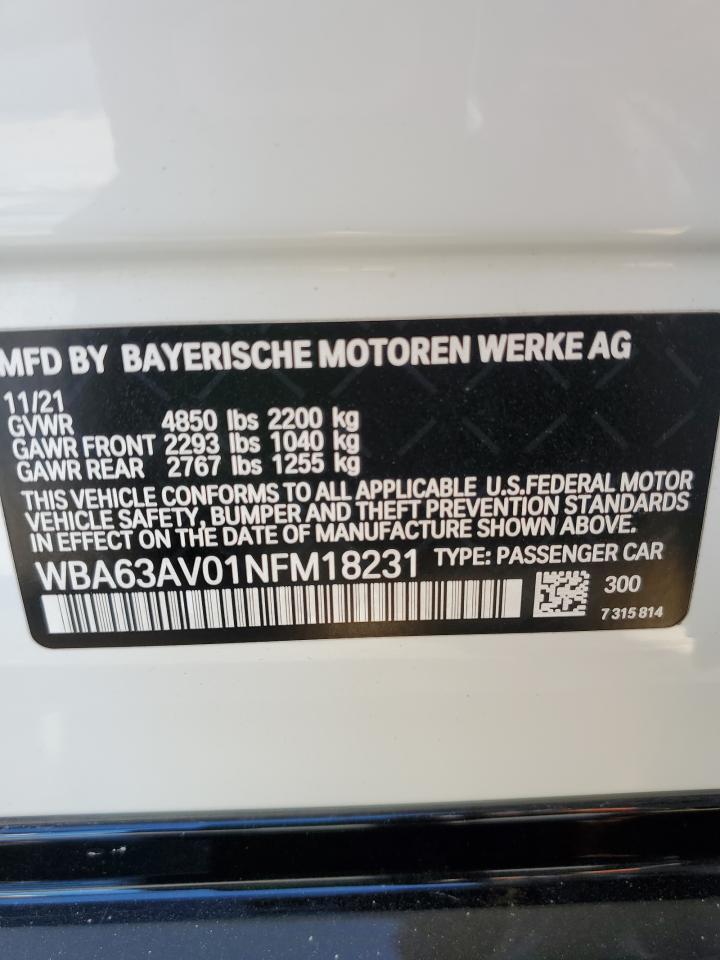 MFD BY BAYERISCHE MOTOREN WERKE AG
11/21
GVWR 4850 lbs 2200 kg
GAWR FRONT 2293 lbs 1040 kg
GAWR REAR 2767 lbs 1255 kg
THIS VEHICLE CONFORMS TO ALL APPLICABLE U.S.FEDERAL MOTOR
VEHICLE SAFETY, BUMPER AND THEFT PREVENTION STANDARDS
IN EFFECT ON THE DATE OF MANUFACTURE SHOWN ABOVE.
WBA63AV01NFM18231 TYPE: PASSENGER CAR
300
7 315 814